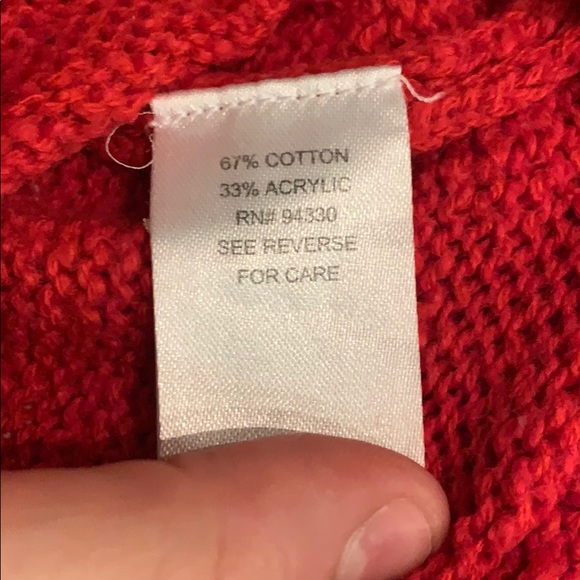 67% COTTON
33% ACRYLIC
RN# 94330
SEE REVERSE
FOR CARE